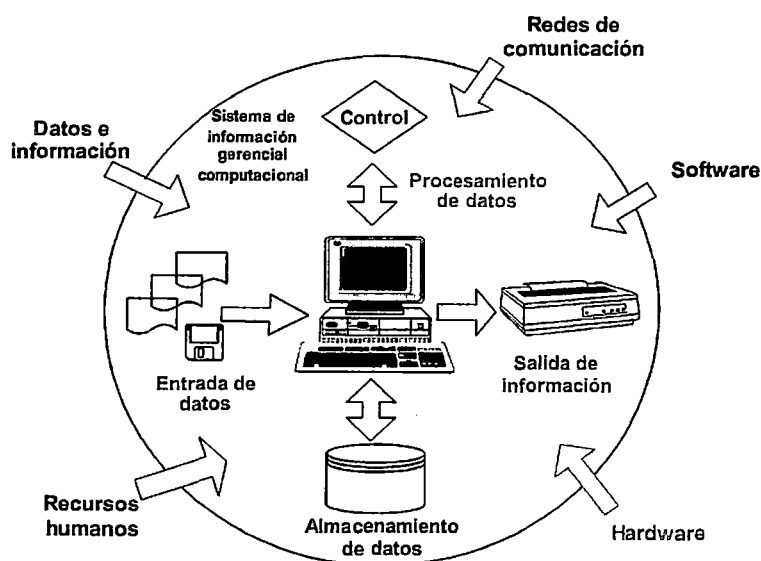 Redes de
comunicación
Sistema de
información
gerencial
computacional
Control
Datos e
información
Procesamiento
de datos
Software
Entrada de
datos
Salida de
información
Recursos
humanos
Almacenamiento
de datos
Hardware